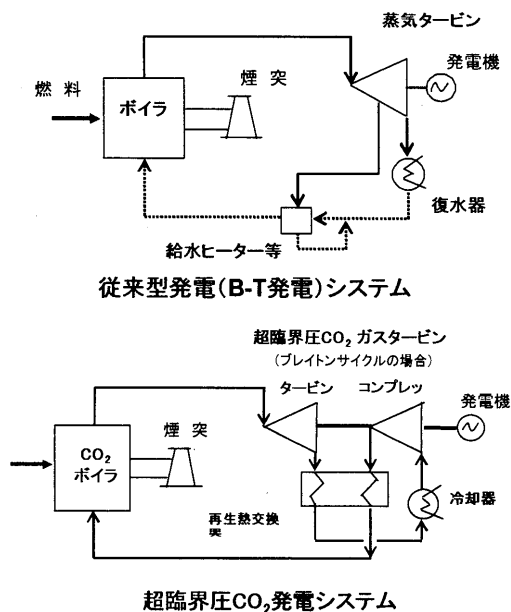 蒸気タービン
発電機
燃料
ボイラ
煙突
復水器
給水ヒーター等
従来型発電(B-T発電)システム
超臨界圧CO₂ ガスタービン
(ブレイトンサイクルの場合)
タービン
コンプレッ
発電機
煙突
CO₂
ボイラ
冷却器
再生熱交換
システム
超臨界圧CO₂発電システム